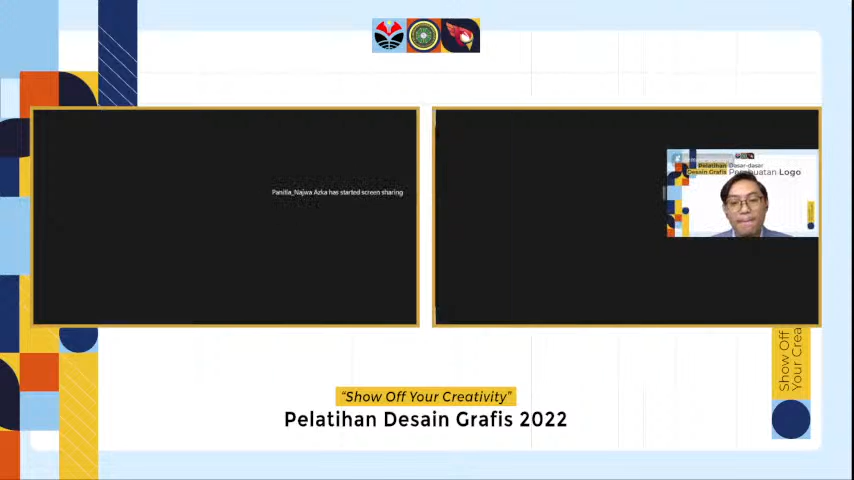 Panitia_Najwa Azka has started screen sharing
Pelatihan Dasar-dasar
Desain Grafis Pembuatan Logo
Show Off
Your Crea
"Show Off Your Creativity"
Pelatihan Desain Grafis 2022